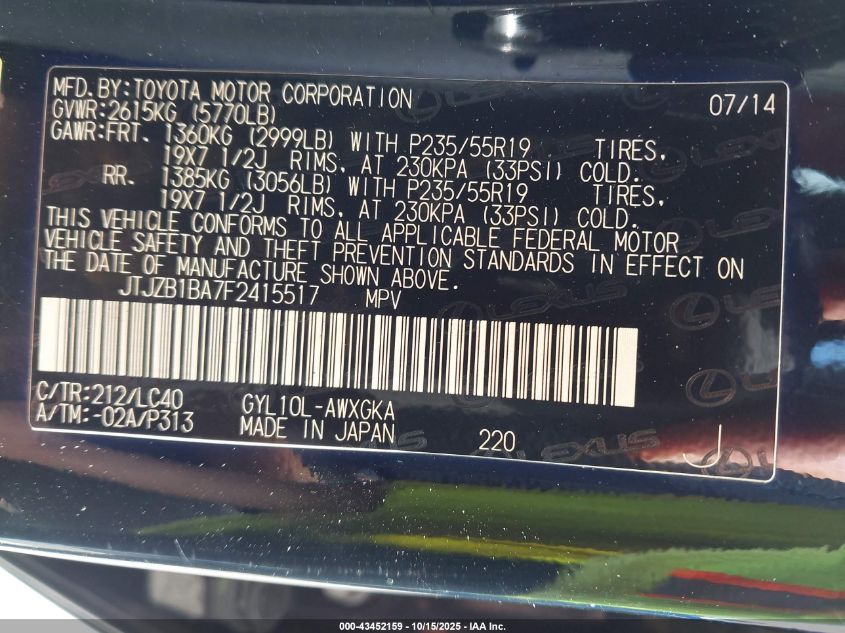 MFD.BY:TOYOTA MOTOR CORPORATION 07/14
GVWR:2615KG (5770LB)
GAWR:FRT. 1360KG (2999LB) WITH P235/55R19 TIRES,
19X7 1/2J RIMS, AT 230KPA (33PSI) COLD.
RR. 1385KG (3056LB) WITH P235/55R19 TIRES,
19X7 1/2J RIMS, AT 230KPA (33PSI) COLD.
THIS VEHICLE CONFORMS TO ALL APPLICABLE FEDERAL MOTOR
VEHICLE SAFETY AND THEFT PREVENTION STANDARDS IN EFFECT ON
THE DATE OF MANUFACTURE SHOWN ABOVE.
JTJZB1BA7F2415517 MPV
C/TR:212/LC40 GYL10L-AWXGKA
A/TM:-02A/P313 MADE IN JAPAN 220 J
LEXUS
000-43452159 - 10/15/2025 - IAA Inc.